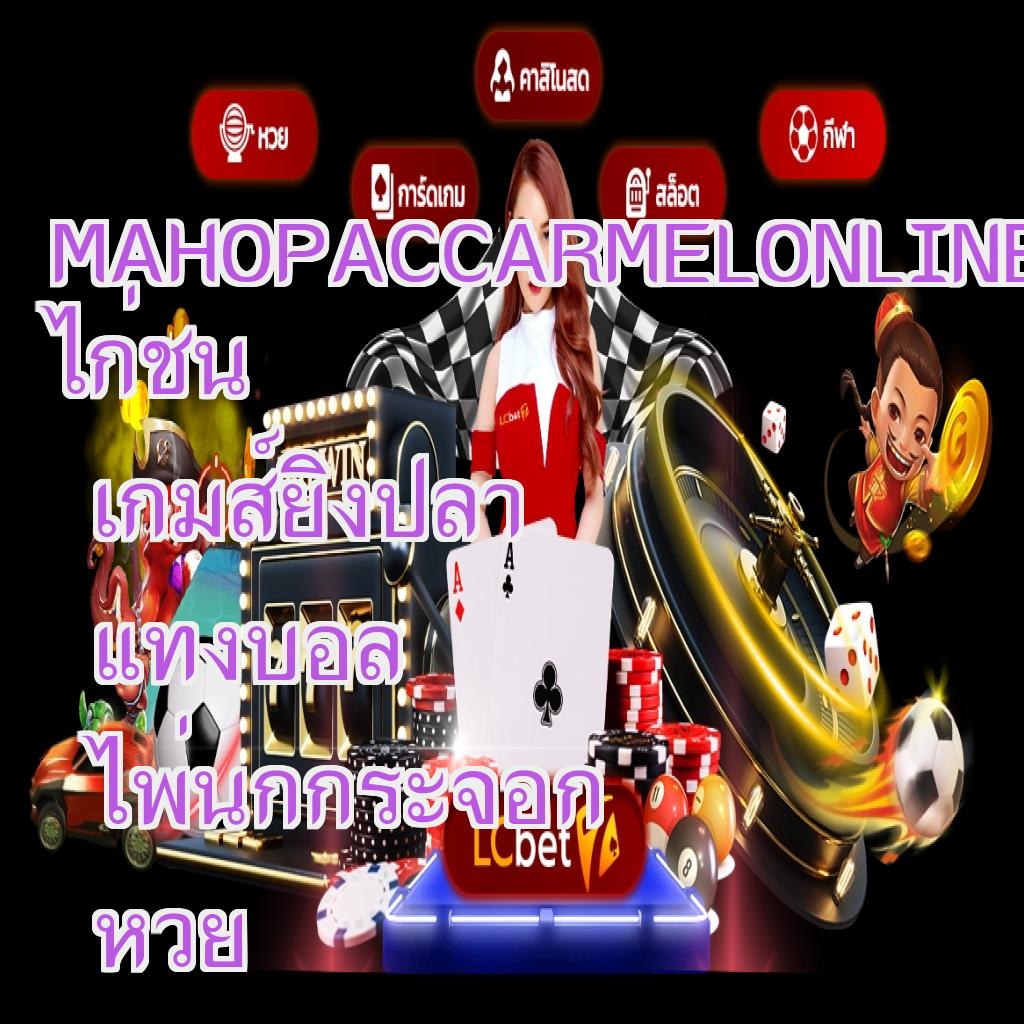 คาสิโนสด
หวย
กีฬา
การ์ดเกม
สล็อต
MAHOPACCARMELONLINE
ไก่ชน
LCbet
WIN
เกมส์ยิงปลา
A
A
แทงบอล
ไพ่นกกระจอก
LCbet
8
หวย